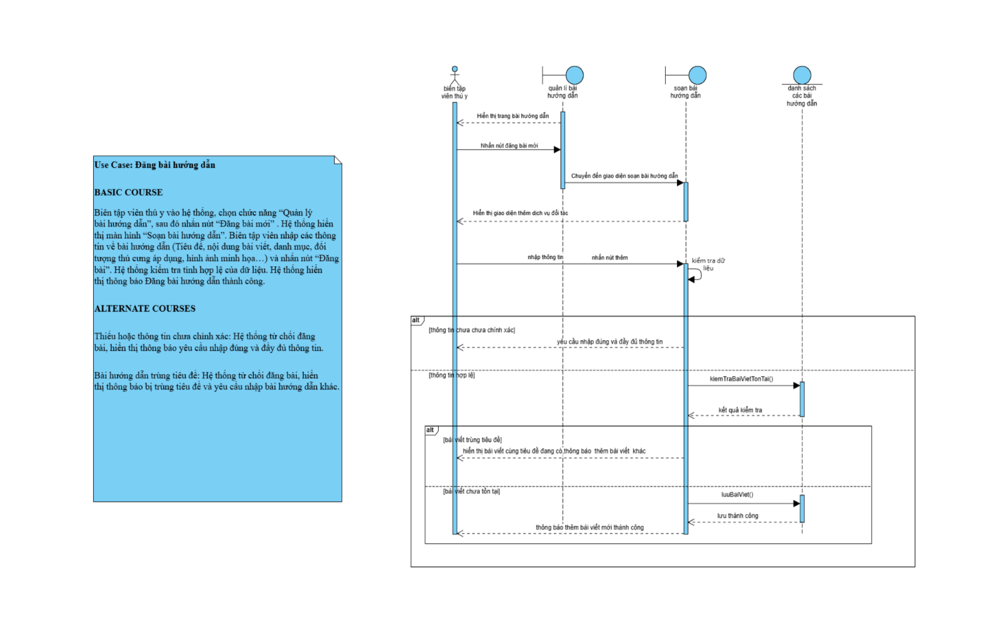 Use Case: Đăng bài hướng dẫn
BASIC COURSE
Biên tập viên thú y vào hệ thống, chọn chức năng “Quản lý
bài hướng dẫn”, sau đó nhấn nút “Đăng bài mới” . Hệ thống hiển
thị màn hình “Soạn bài hướng dẫn”. Biên tập viên nhập các thông
tin về bài hướng dẫn (Tiêu đề, nội dung bài viết, danh mục, đối
tượng thú cưng áp dụng, hình ảnh minh họa…) và nhấn nút “Đăng
bài”. Hệ thống kiểm tra tính hợp lệ của dữ liệu. Hệ thống hiển
thị thông báo Đăng bài hướng dẫn thành công.
ALTERNATE COURSES
Thiếu hoặc thông tin chưa chính xác: Hệ thống từ chối đăng
bài, hiển thị thông báo yêu cầu nhập đúng và đầy đủ thông tin.
Bài hướng dẫn trùng tiêu đề: Hệ thống từ chối đăng bài, hiển
thị thông báo bị trùng tiêu đề và yêu cầu nhập bài hướng dẫn khác.
biên tập
viên thú y
quản lí bài
hướng dẫn
soạn bài
hướng dẫn
danh sách
các bài
hướng dẫn
Hiển thị trang bài hướng dẫn
Nhấn nút đăng bài mới
Chuyển đến giao diện soạn bài hướng dẫn
Hiển thị giao diện thêm dịch vụ đối tác
nhập thông tin nhấn nút thêm
kiểm tra dữ
liệu
alt
[thông tin chưa chưa chính xác]
yêu cầu nhập đúng và đầy đủ thông tin
[thông tin hợp lệ]
kiemTraBaiVietTonTai()
kết quả kiểm tra
alt
[bài viết trùng tiêu đề]
hiển thị bài viết cùng tiêu đề đang có,thông báo thêm bài viết khác
[bài viết chưa tồn tại]
luuBaiViet()
lưu thành công
thông báo thêm bài viết mới thành công